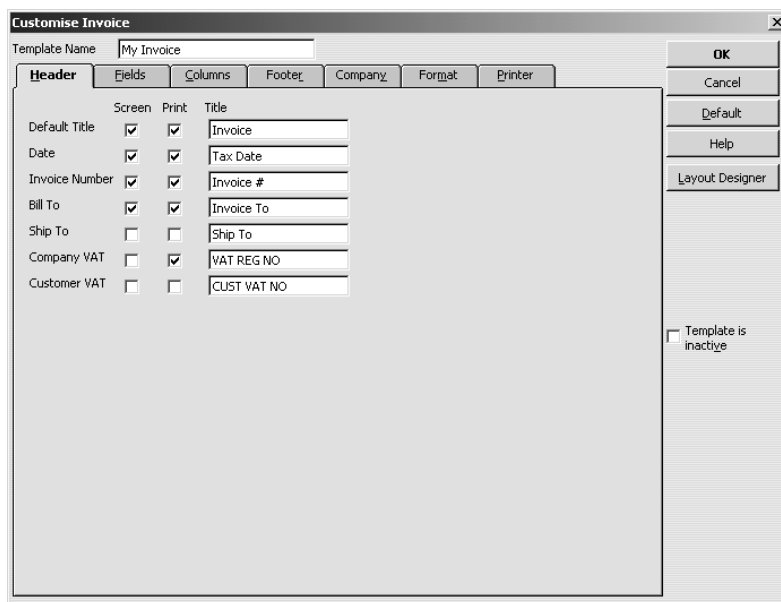 Customise Invoice
Template Name My Invoice
OK
Header Fields Columns Footer Company Format Printer
Cancel
Screen Print Title
Default
Default Title Invoice
Help
Date Tax Date
Invoice Number Invoice #
Layout Designer
Bill To Invoice To
Ship To Ship To
Company VAT VAT REG NO
Customer VAT CUST VAT NO
Template is
inactive